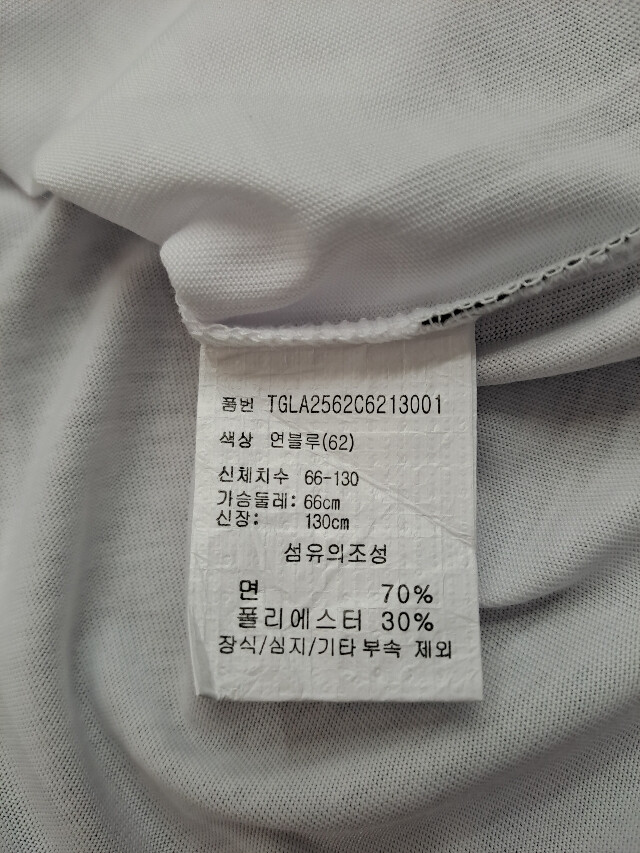 품번 TGLA2562C6213001
색상 연블루(62)
신체치수 66-130
가슴둘레: 66cm
신장: 130cm
섬유의조성
면 70%
폴리에스터 30%
장식/심지/기타부속 제외